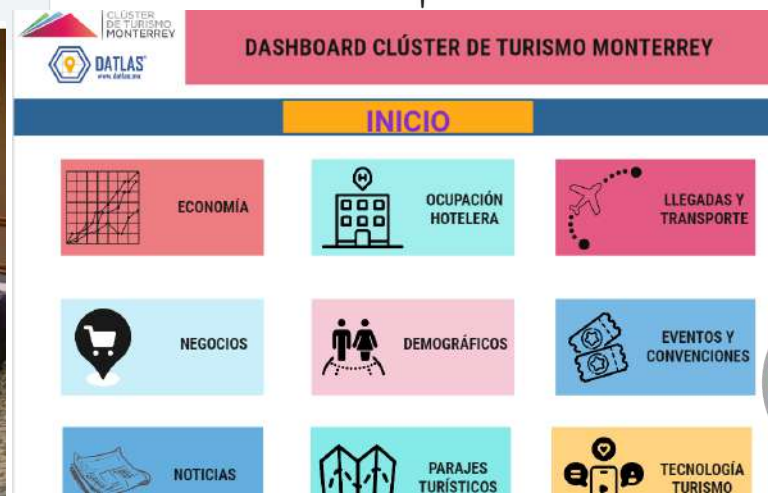 CLÚSTER
DE TURISMO
MONTERREY
DATLAS
www.datlas.mx
DASHBOARD CLÚSTER DE TURISMO MONTERREY
INICIO
ECONOMÍA
H
OCUPACIÓN
HOTELERA
LLEGADAS Y
TRANSPORTE
NEGOCIOS
DEMOGRÁFICOS
EVENTOS Y
CONVENCIONES
NOTICIAS
PARAJES
TURÍSTICOS
TECNOLOGÍA
TURISMO